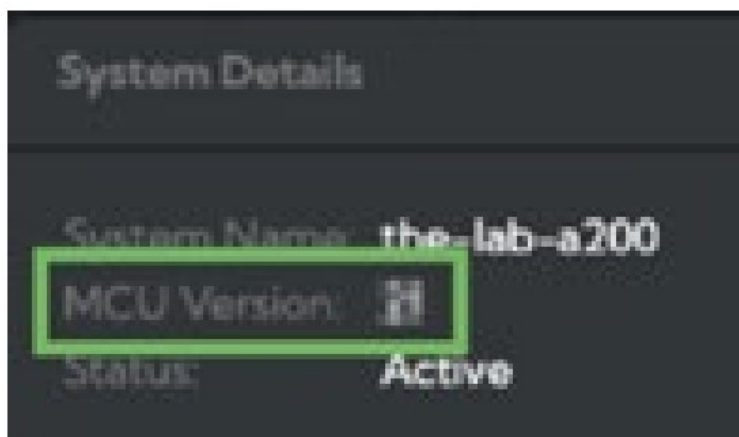 System Details
System Name: the-lab-a200
MCU Version:
Status: Active